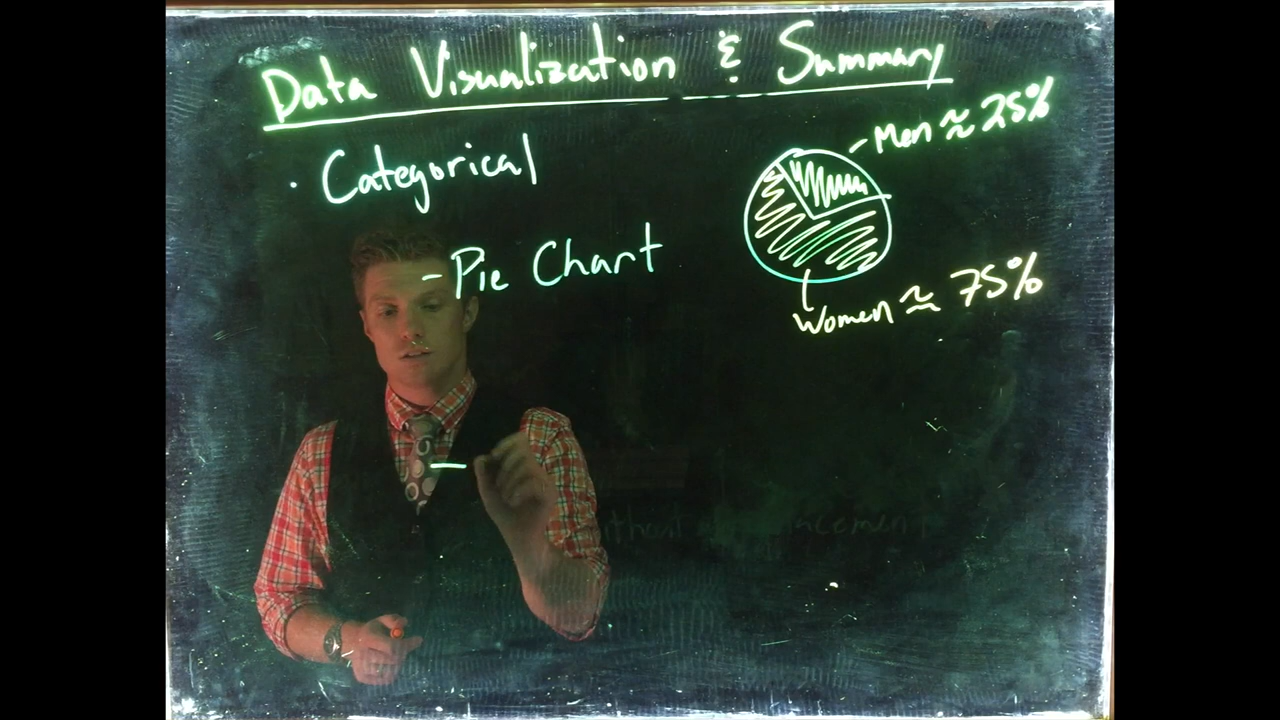 Data Visualization & Summary
· Categorical
- Pie Chart
-
Men ≈ 25%
Women ≈ 75%